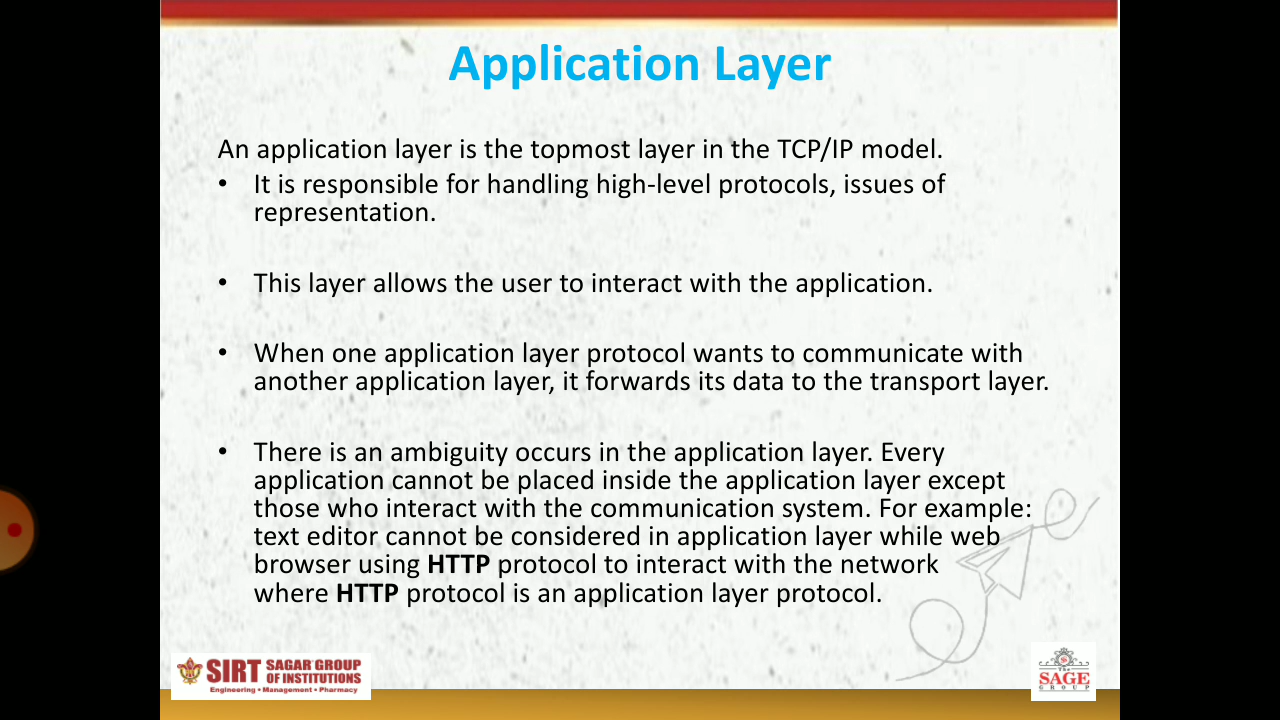 Application Layer
An application layer is the topmost layer in the TCP/IP model.
• It is responsible for handling high-level protocols, issues of
representation.
• This layer allows the user to interact with the application.
• When one application layer protocol wants to communicate with
another application layer, it forwards its data to the transport layer.
• There is an ambiguity occurs in the application layer. Every
application cannot be placed inside the application layer except
those who interact with the communication system. For example:
text editor cannot be considered in application layer while web
browser using HTTP protocol to interact with the network
where HTTP protocol is an application layer protocol.
SIRT SAGAR GROUP
OF INSTITUTIONS
Engineering • Management • Pharmacy
The
SAGE
GROUP